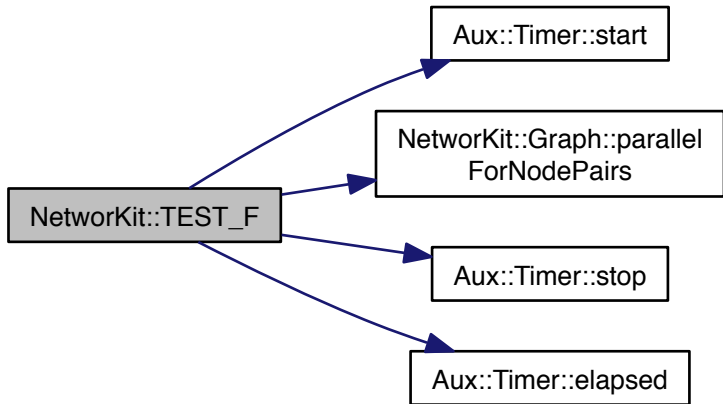 Aux::Timer::start
NetworKit::Graph::parallel
ForNodePairs
NetworKit::TEST_F
Aux::Timer::stop
Aux::Timer::elapsed